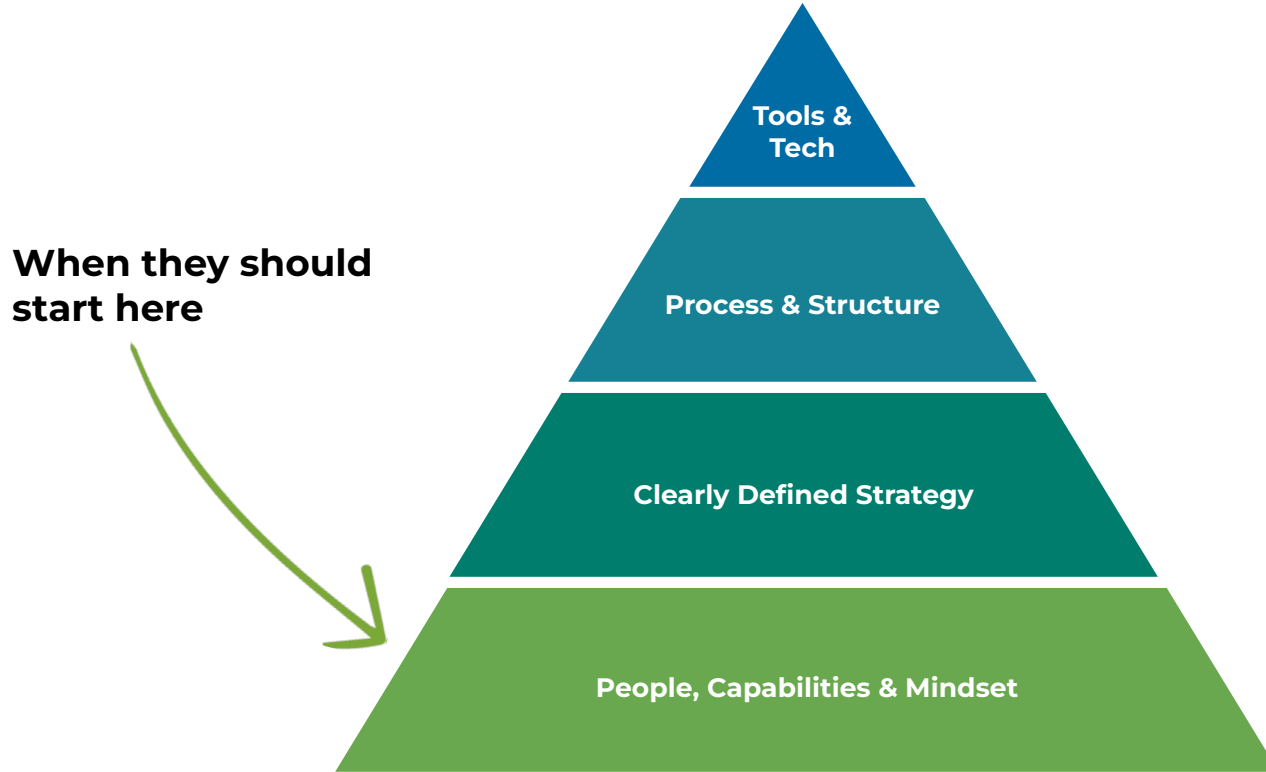 Tools &
Tech
When they should
start here
Process & Structure
Clearly Defined Strategy
People, Capabilities & Mindset